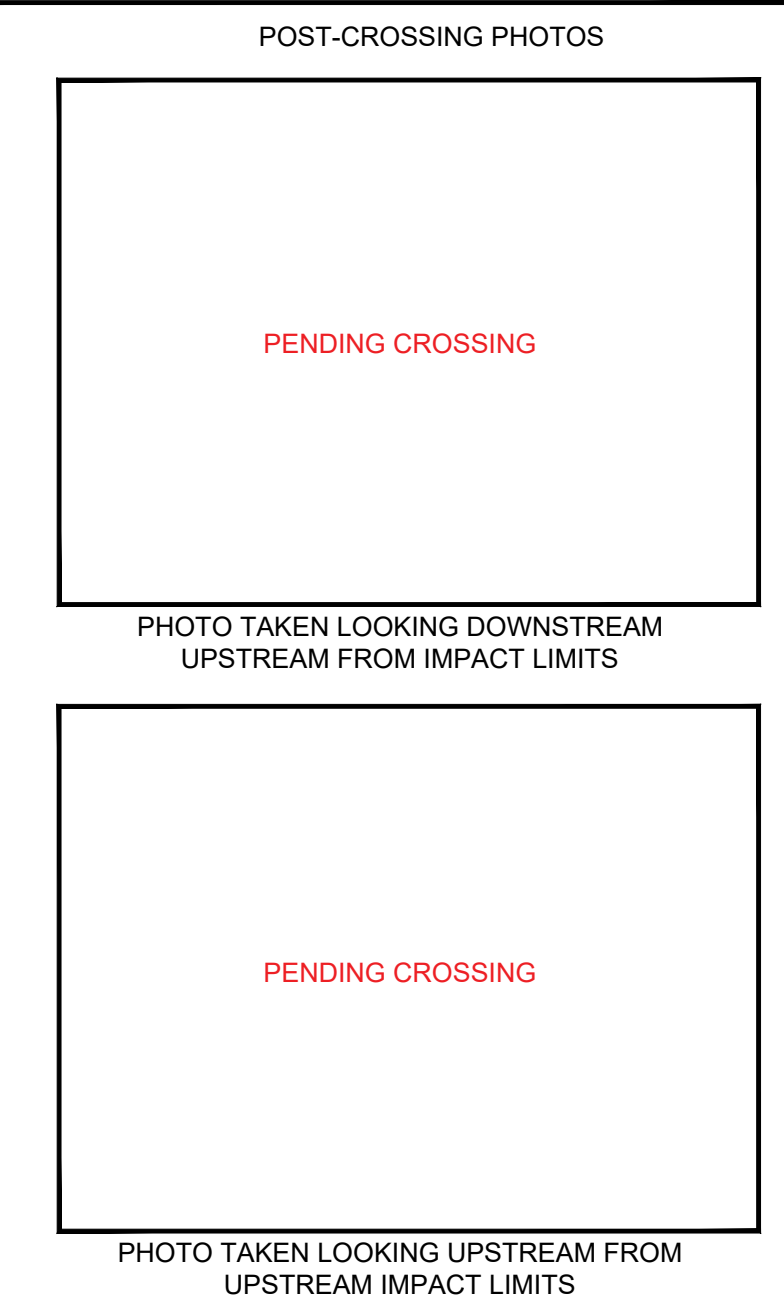 POST-CROSSING PHOTOS
PENDING CROSSING
PHOTO TAKEN LOOKING DOWNSTREAM
UPSTREAM FROM IMPACT LIMITS
PENDING CROSSING
PHOTO TAKEN LOOKING UPSTREAM FROM
UPSTREAM IMPACT LIMITS